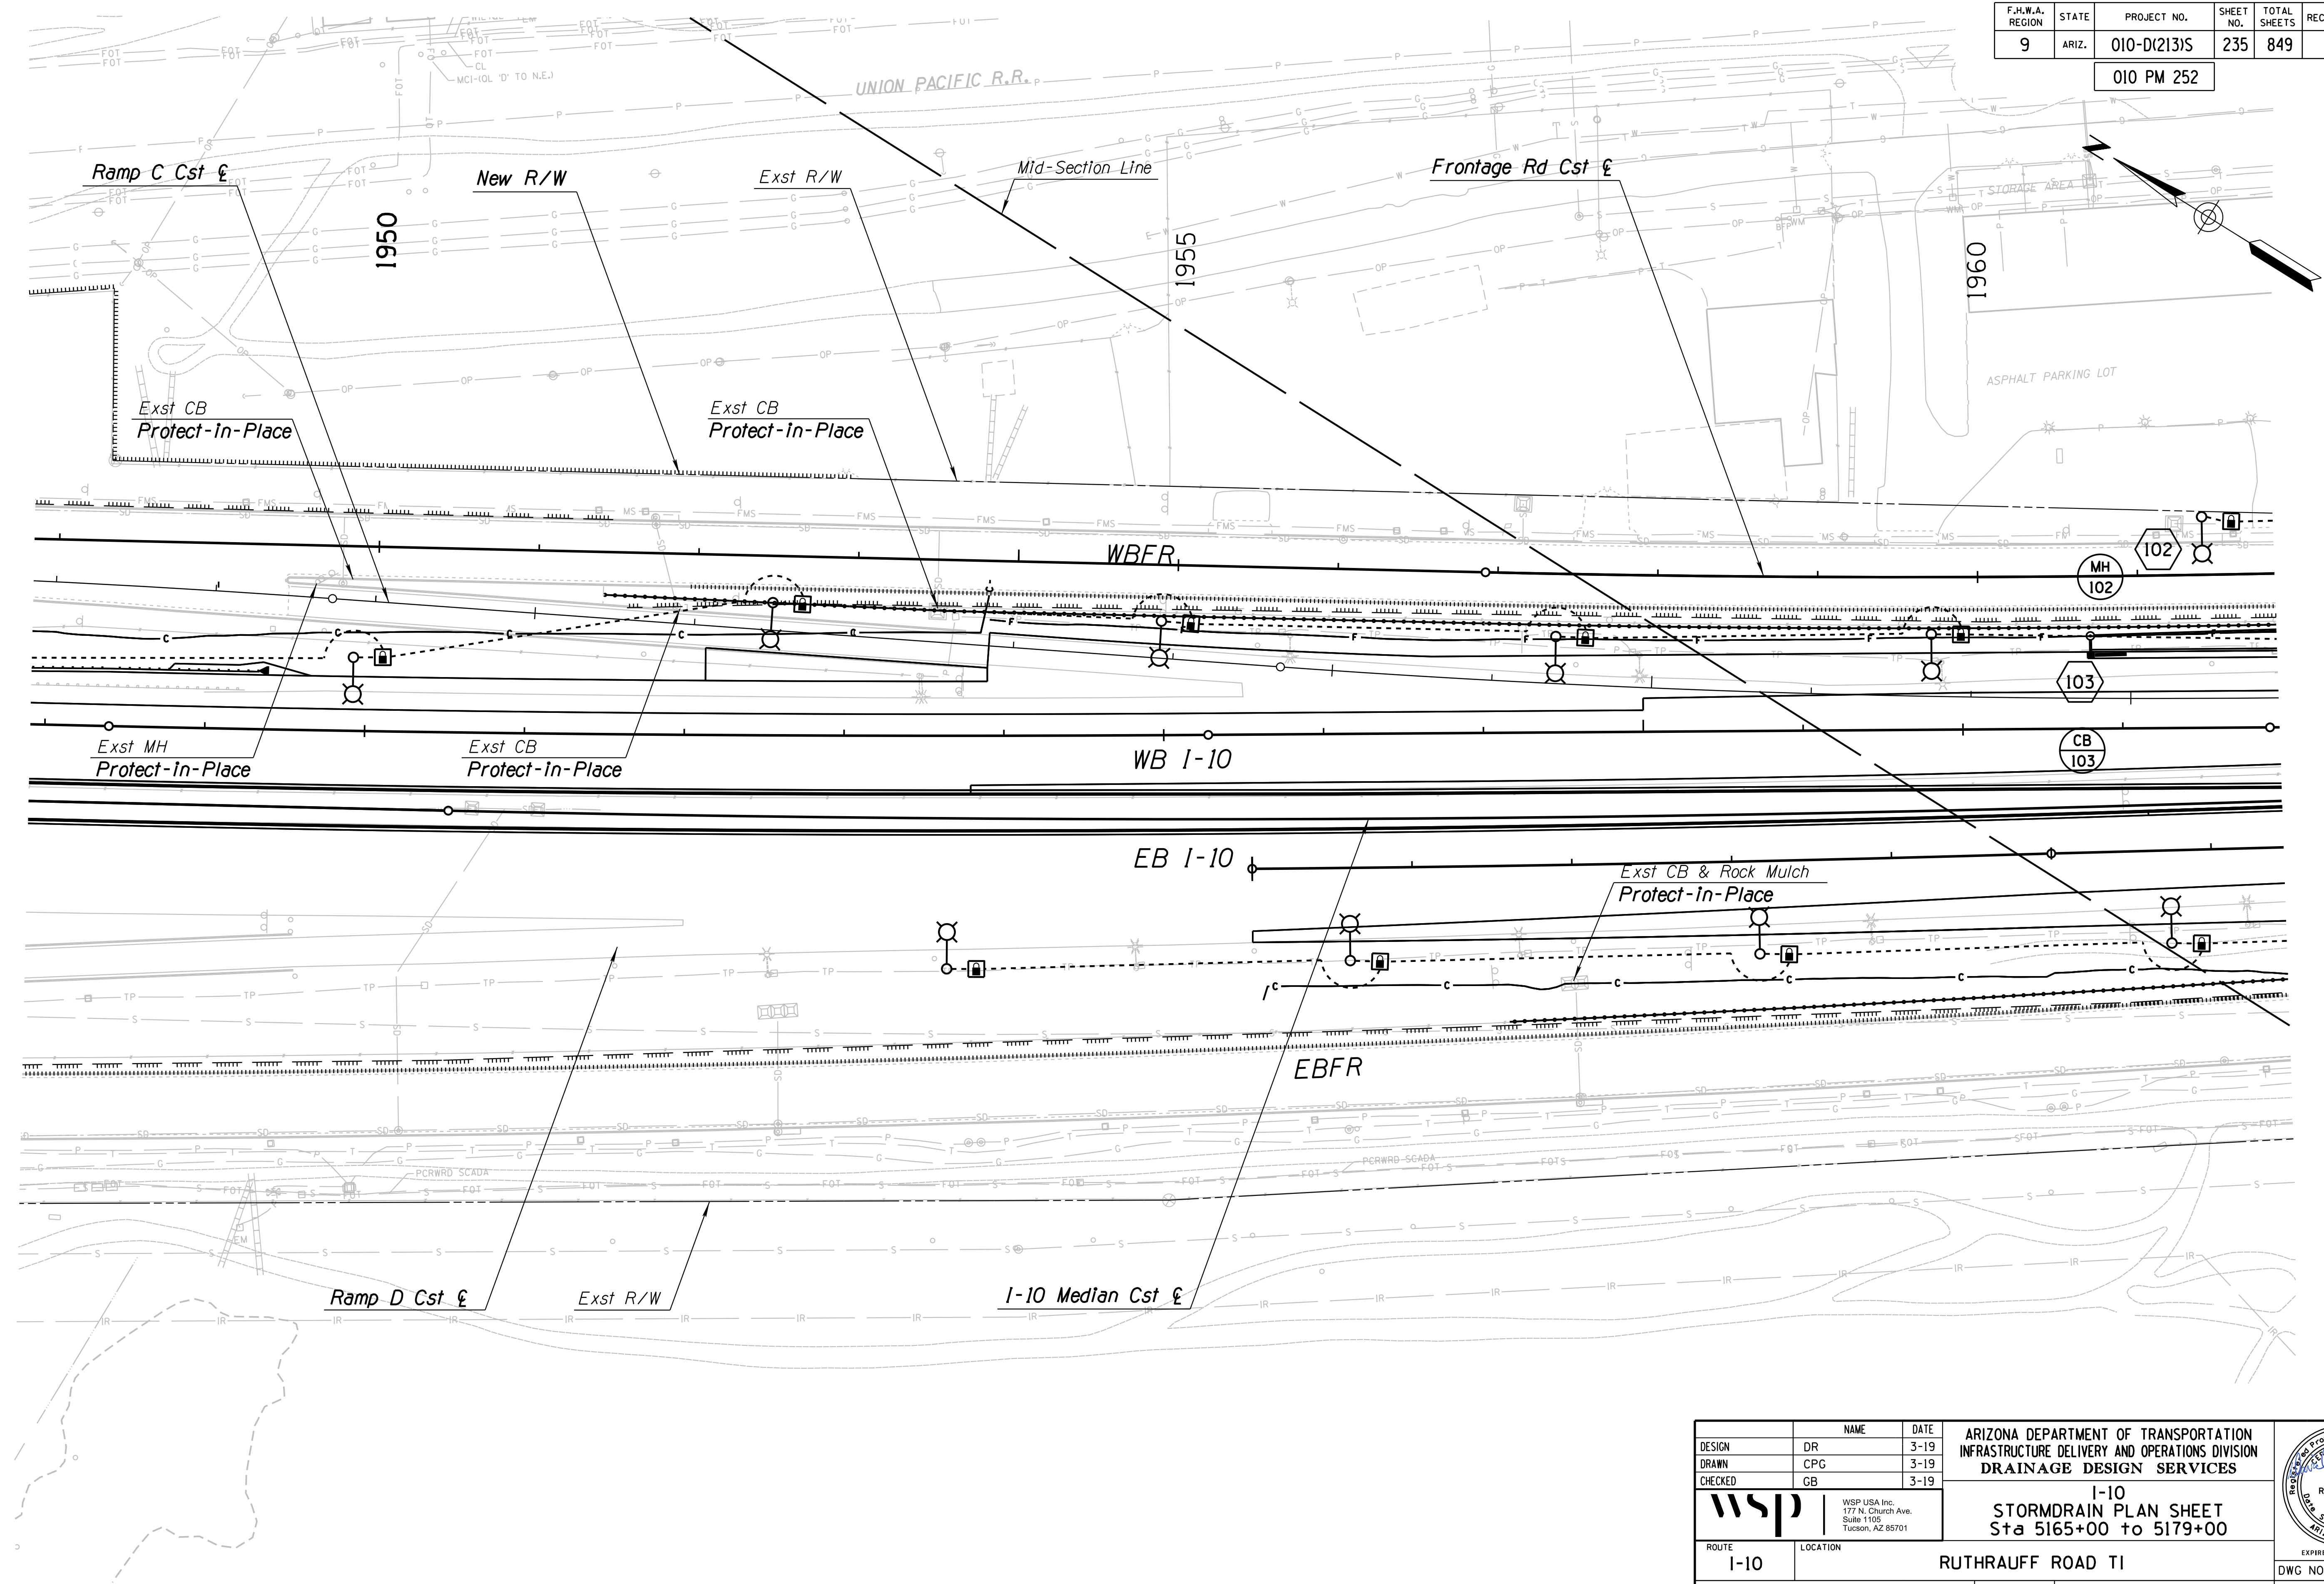 F.H.W.A. REGION STATE PROJECT NO. SHEET NO. TOTAL SHEETS
9 ARIZ. 010-D(213)S 235 849
010 PM 252
CL
MCI-(OL 'D' TO N.E.)
UNION PACIFIC R.R.
Ramp C Cst ℄
New R/W
Exst R/W
Mid-Section Line
Frontage Rd Cst ℄
STORAGE AREA
1950
1955
1960
ASPHALT PARKING LOT
Exst CB
Protect-in-Place
Exst CB
Protect-in-Place
WBFR
102
MH
102
103
Exst MH
Protect-in-Place
Exst CB
Protect-in-Place
WB I-10
CB
103
EB I-10
Exst CB & Rock Mulch
Protect-in-Place
EBFR
PCRWRD SCADA
PCRWRD SCADA
Ramp D Cst ℄
Exst R/W
I-10 Median Cst ℄
NAME DATE
DESIGN DR 3-19
DRAWN CPG 3-19
CHECKED GB 3-19
ARIZONA DEPARTMENT OF TRANSPORTATION
INFRASTRUCTURE DELIVERY AND OPERATIONS DIVISION
DRAINAGE DESIGN SERVICES
wsp
WSP USA Inc.
177 N. Church Ave.
Suite 1105
Tucson, AZ 85701
I-10
STORMDRAIN PLAN SHEET
Sta 5165+00 to 5179+00
ROUTE
I-10
LOCATION
RUTHRAUFF ROAD TI
DWG NO